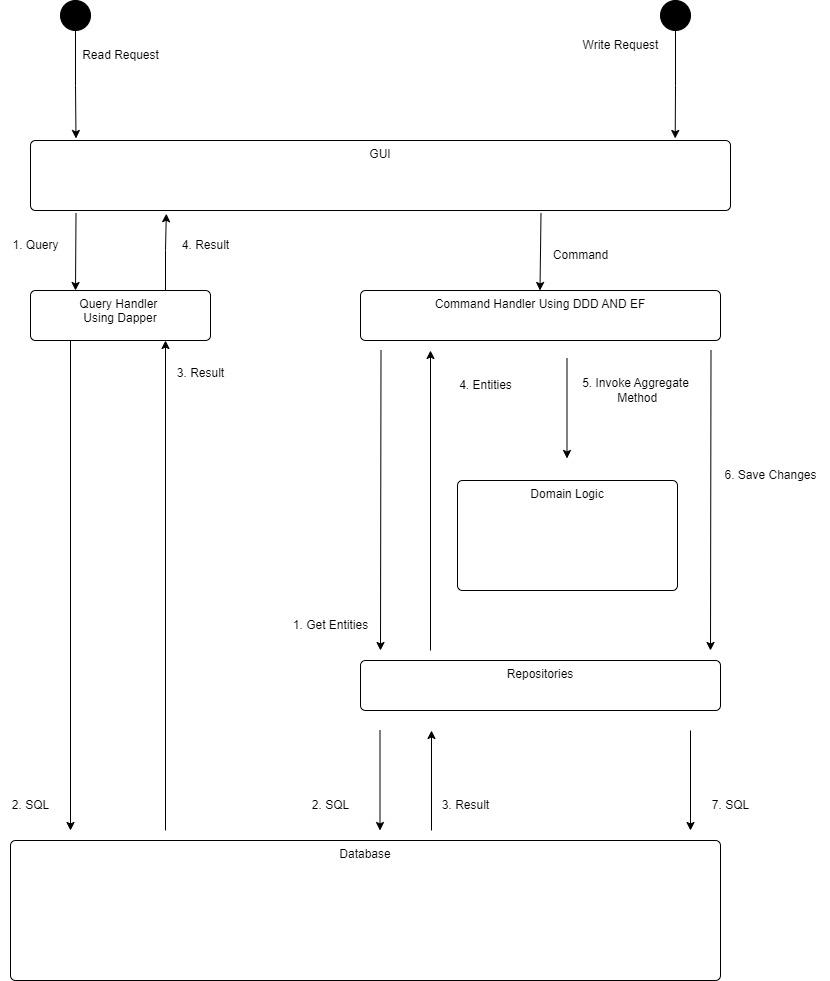 Read Request
Write Request
GUI
1. Query
4. Result
Command
Query Handler
Using Dapper
Command Handler Using DDD AND EF
3. Result
4. Entities
5. Invoke Aggregate
Method
6. Save Changes
Domain Logic
1. Get Entities
Repositories
2. SQL
2. SQL
3. Result
7. SQL
Database